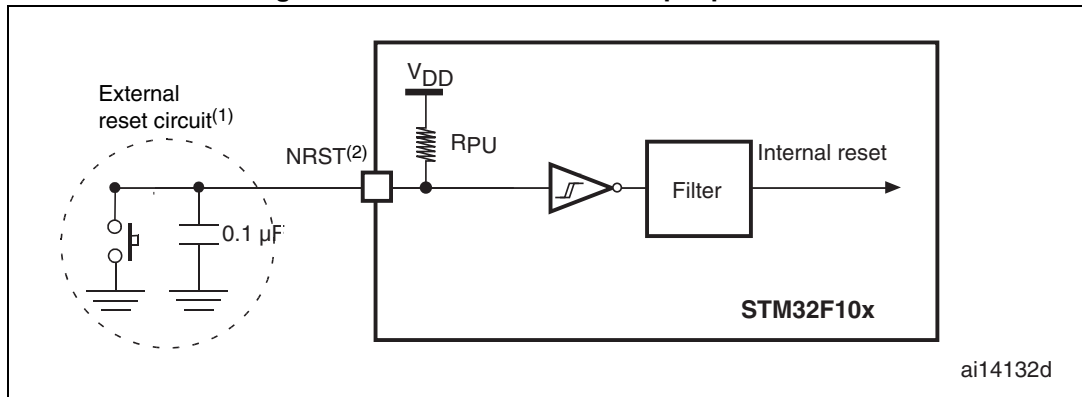 VDD
External
reset circuit(1)
NRST(2)
RPU
Internal reset
Filter
0.1 µF
STM32F10x
ai14132d